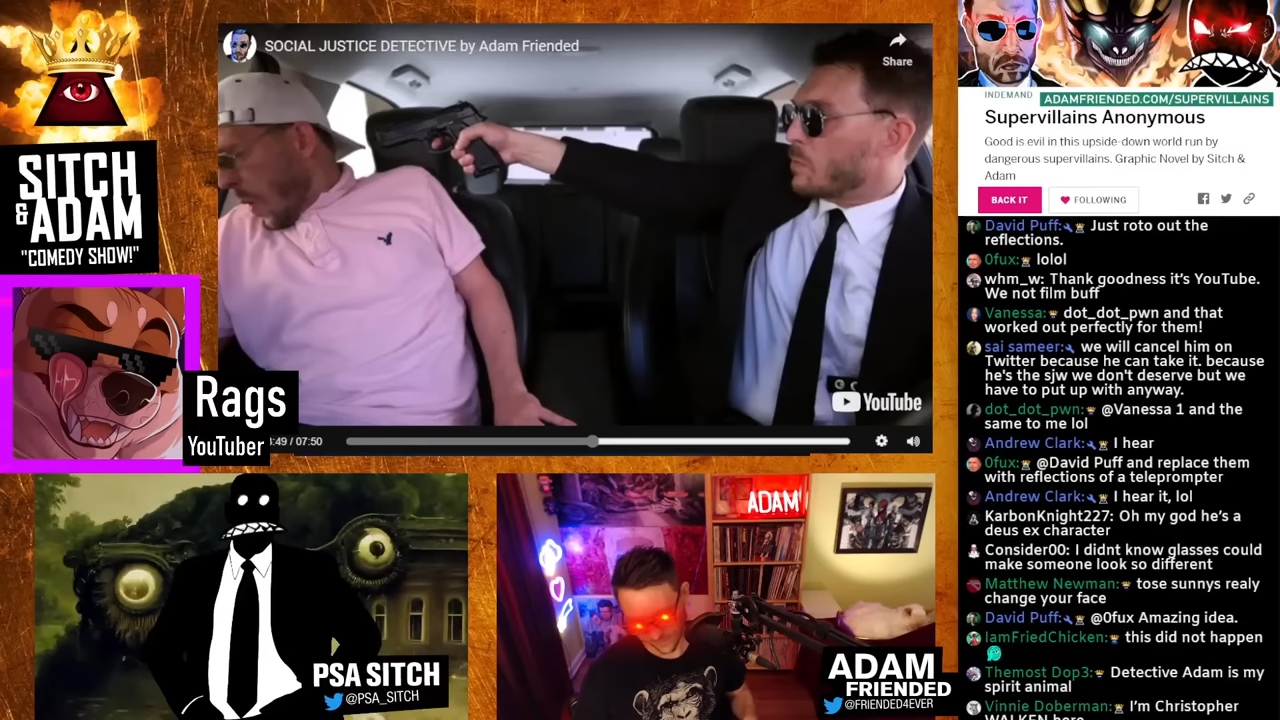 SITCH
& ADAM
"COMEDY SHOW!"
SOCIAL JUSTICE DETECTIVE by Adam Friended
Share
YouTube
:49 / 07:50
Rags
YouTuber
PSA SITCH
@PSA_SITCH
ADAM
ADAM
FRIENDED
@FRIENDED4EVER
INDEMAND
ADAMFRIENDED.COM/SUPERVILLAINS
Supervillains Anonymous
Good is evil in this upside-down world run by
dangerous supervillains. Graphic Novel by Sitch &
Adam
BACK IT
FOLLOWING
David Puff: Just roto out the
reflections.
0fux: lolol
whm_w: Thank goodness it's YouTube.
We not film buff
Vanessa: dot_dot_pwn and that
worked out perfectly for them!
sai sameer: we will cancel him on
Twitter because he can take it. because
he's the sjw we don't deserve but we
have to put up with anyway.
dot_dot_pwn: @Vanessa 1 and the
same to me lol
Andrew Clark: I hear
0fux: @David Puff and replace them
with reflections of a teleprompter
Andrew Clark: I hear it, lol
KarbonKnight227: Oh my god he's a
deus ex character
Consider00: I didnt know glasses could
make someone look so different
Matthew Newman: tose sunnys realy
change your face
David Puff: @0fux Amazing idea.
IamFriedChicken: this did not happen
Themost Dop3: Detective Adam is my
spirit animal
Vinnie Doberman: I'm Christopher
WALKEN here